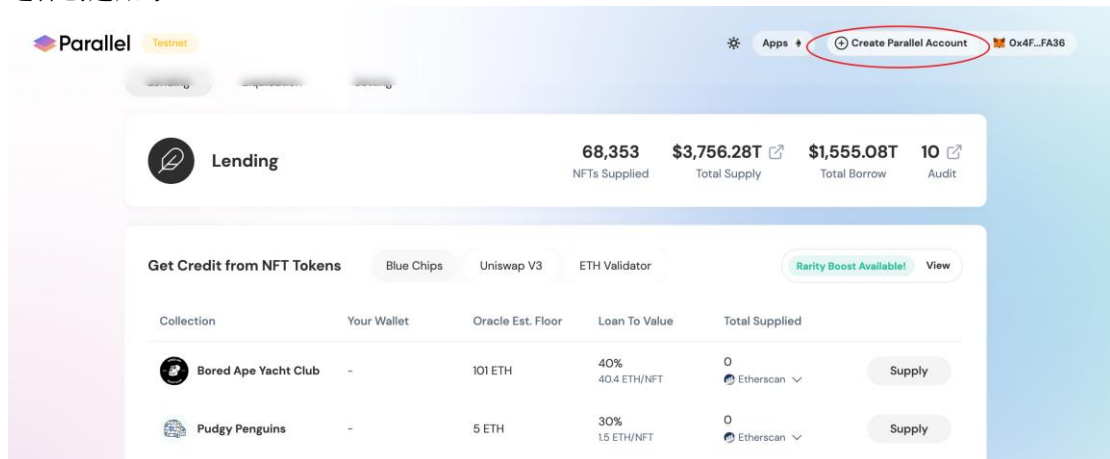 Parallel Testnet Apps Create Parallel Account 0x4F...FA36
Lending
68,353 $3,756.28T $1,555.08T 10
NFTs Supplied Total Supply Total Borrow Audit
Get Credit from NFT Tokens Blue Chips Uniswap V3 ETH Validator Rarity Boost Available! View
Collection Your Wallet Oracle Est. Floor Loan To Value Total Supplied
Bored Ape Yacht Club - 101 ETH 40% 0 Supply
40.4 ETH/NFT Etherscan
Pudgy Penguins - 5 ETH 30% 0 Supply
1.5 ETH/NFT Etherscan